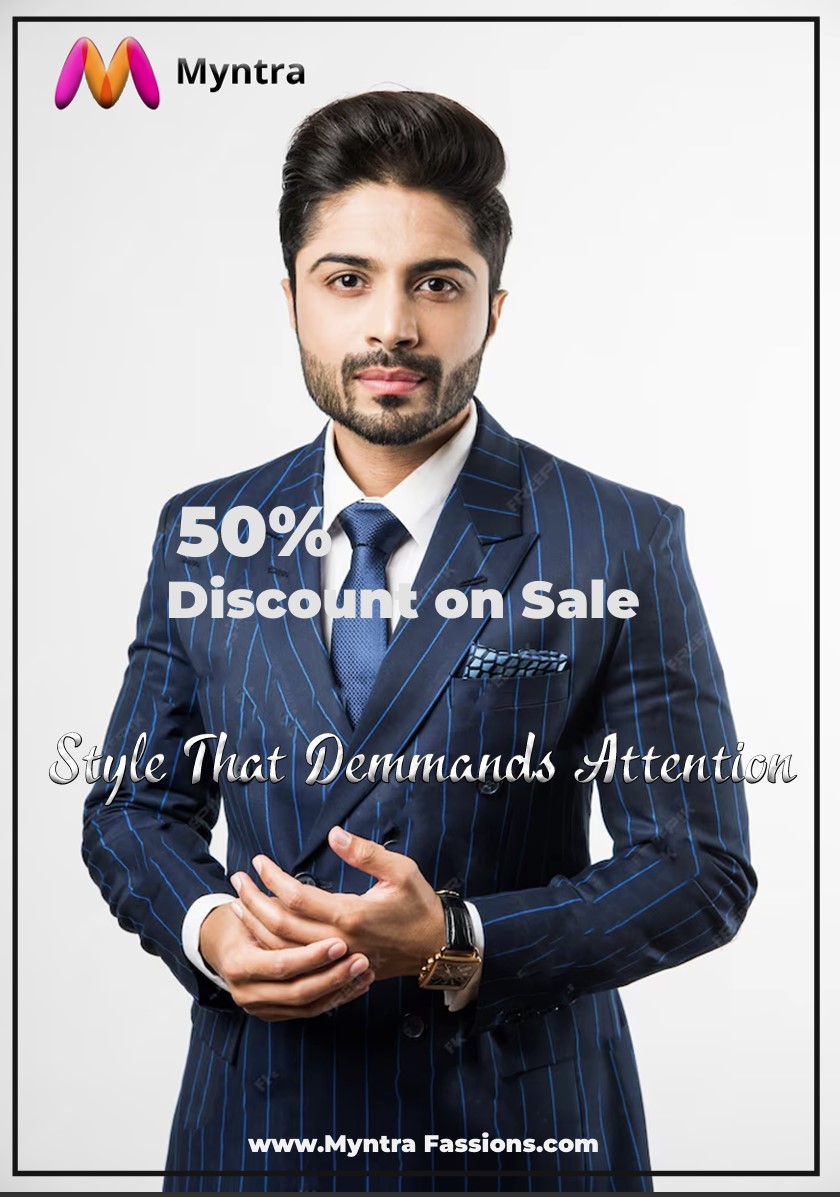 Myntra
50%
Discount on Sale
Style That Demmands Attention
www.Myntra Fassions.com